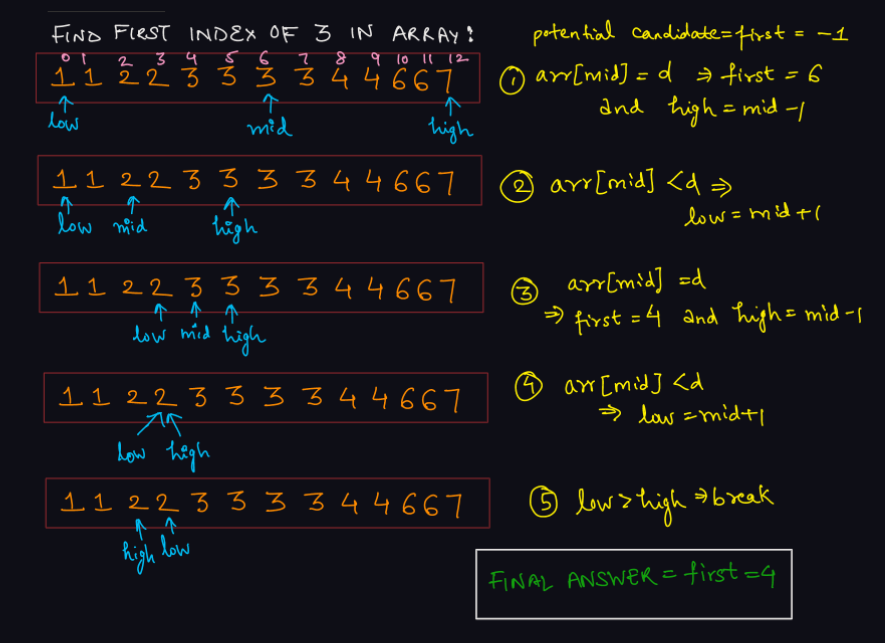 FIND FIRST INDEX OF 3 IN ARRAY:
potential candidate = first = -1
0 1 2 3 4 5 6 7 8 9 10 11 12
1 1 2 2 3 3 3 3 4 4 6 6 7
low mid high
① arr[mid] = d ⇒ first = 6
and high = mid -1
1 1 2 2 3 3 3 3 4 4 6 6 7
low mid high
② arr[mid] < d ⇒
low = mid +1
1 1 2 2 3 3 3 3 4 4 6 6 7
low mid high
③ arr[mid] = d
⇒ first = 4 and high = mid -1
1 1 2 2 3 3 3 3 4 4 6 6 7
low high
④ arr[mid] < d
⇒ low = mid+1
1 1 2 2 3 3 3 3 4 4 6 6 7
high low
⑤ low > high ⇒ break
FINAL ANSWER = first = 4